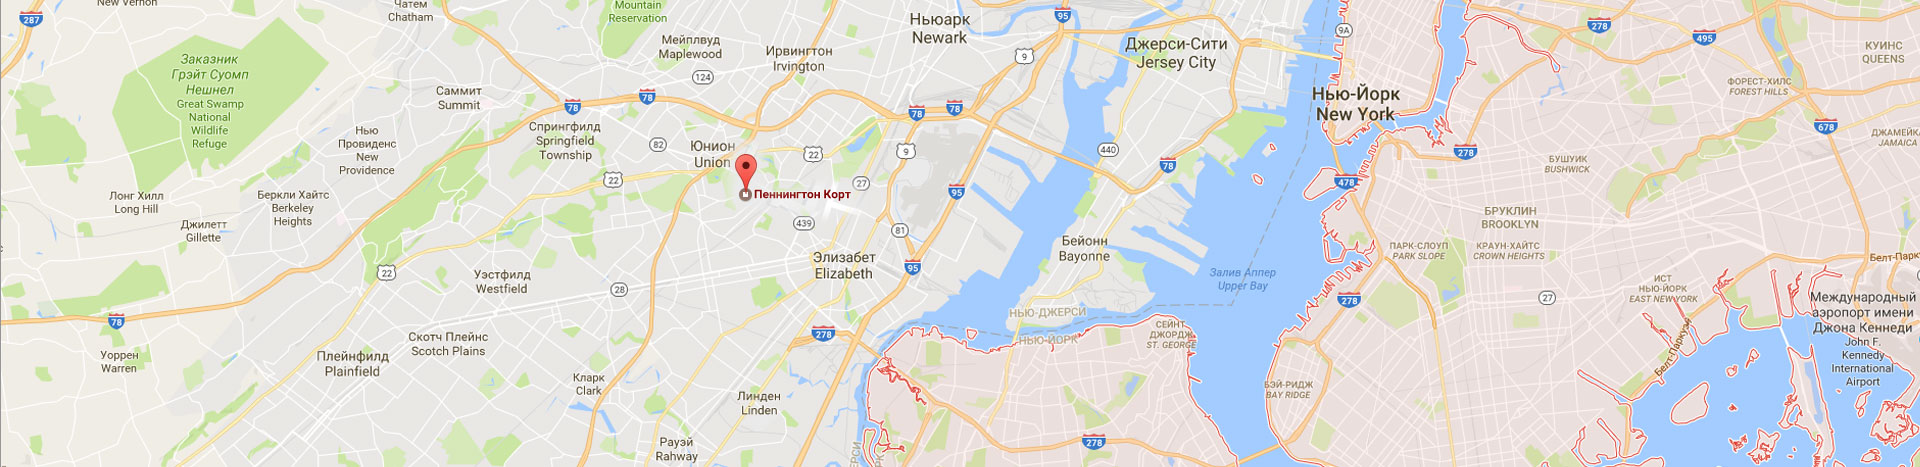 New Vernon
287
Чатем
Chatham
Mountain
Reservation
Мейплвуд
Maplewood
124
Ирвингтон
Irvington
Ньюарк
Newark
95
9
Джерси-Сити
Jersey City
9A
278
495
КУИНС
QUEENS
Заказник
Грэйт Суомп
Нешнел
Great Swamp
National
Wildlife
Refuge
Саммит
Summit
78
78
78
78
Нью-Йорк
New York
ФОРЕСТ-ХИЛС
FOREST HILLS
678
Нью
Провиденс
New
Providence
Спрингфилд
Springfield
Township
82
Юнион
Union
22
9
440
78
278
ДЖАМЕЙКА
JAMAICA
БУШУИК
BUSHWICK
22
27
95
478
Пеннингтон Корт
Лонг Хилл
Long Hill
Беркли Хайтс
Berkeley
Heights
Джилетт
Gillette
439
81
БРУКЛИН
BROOKLYN
Бейонн
Bayonne
ПАРК-СЛОУП
PARK SLOPE
КРАУН-ХАЙТС
CROWN HEIGHTS
22
Уэстфилд
Westfield
28
Элизабет
Elizabeth
95
Залив Аппер
Upper Bay
ИСТ
НЬЮ-ЙОРК
EAST NEW YORK
Белт-Парк
278
27
Международный
аэропорт имени
Джона Кеннеди
John F.
Kennedy
International
Airport
78
278
НЬЮ-ДЖЕРСИ
НЬЮ-ЙОРК
СЕЙНТ
ДЖОРДЖ
ST. GEORGE
Белт-Паркуэй
Уоррен
Warren
Плейнфилд
Plainfield
Скотч Плейнс
Scotch Plains
Кларк
Clark
Линден
Linden
БЭЙ-РИДЖ
BAY RIDGE
Рауэй
Rahway
278